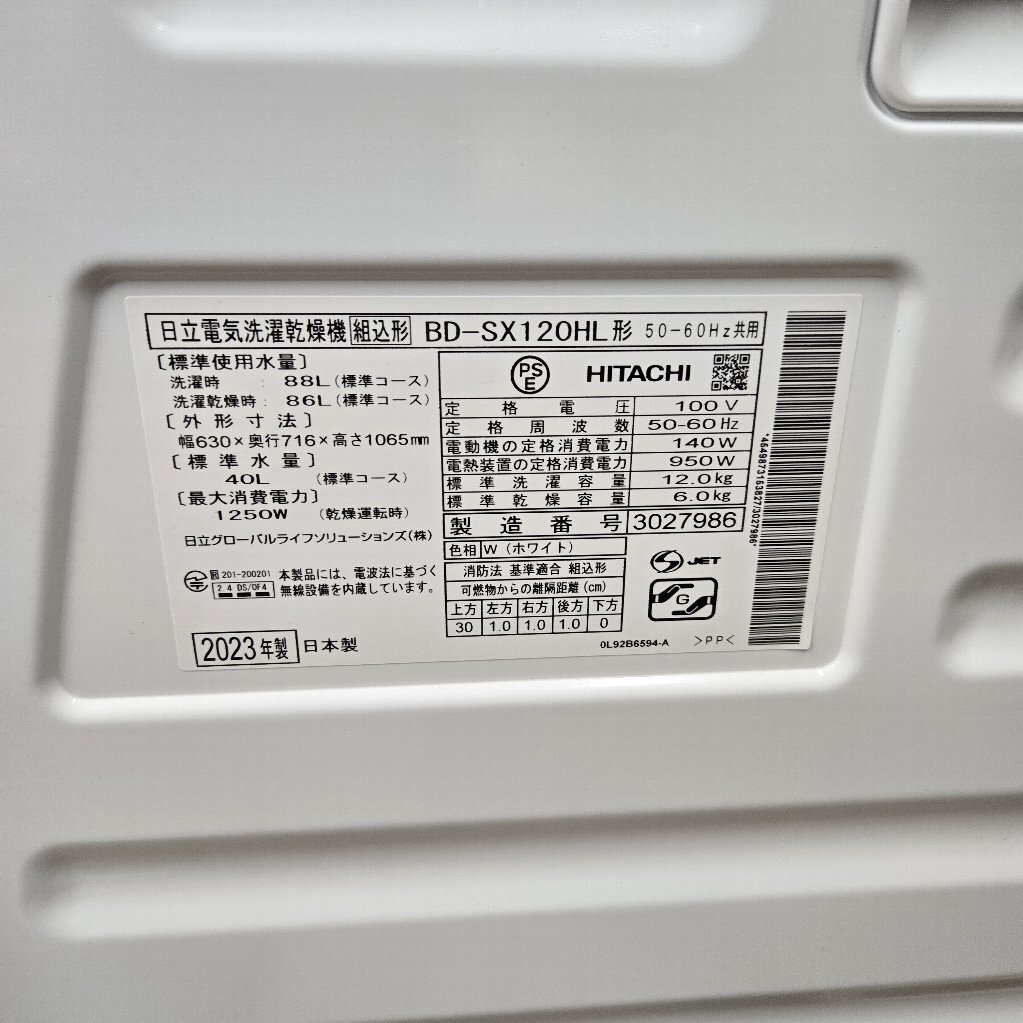 日立電気洗濯乾燥機 組込形 BD-SX120HL形 50-60Hz共用
〔標準使用水量〕
洗濯時 : 88L(標準コース)
洗濯乾燥時: 86L(標準コース)
〔外形寸法〕
幅630×奥行716×高さ1065mm
〔標準水量〕
40L (標準コース)
〔最大消費電力〕
1250W (乾燥運転時)
日立グローバルライフソリューションズ(株)
201-200201
2.4 DS/OF4
本製品には、電波法に基づく
無線設備を内蔵しています。
2023年製 日本製
PSE HITACHI
定格電圧 100V
定格周波数 50-60Hz
電動機の定格消費電力 140W
電熱装置の定格消費電力 950W
標準洗濯容量 12.0kg
標準乾燥容量 6.0kg
製造番号 3027986
色相 W(ホワイト)
消防法 基準適合 組込形
可燃物からの離隔距離(cm)
上方 左方 右方 後方 下方
30 1.0 1.0 1.0 0
S JET
G
0L92B6594-A >PP<
*4549873163827/3027986*